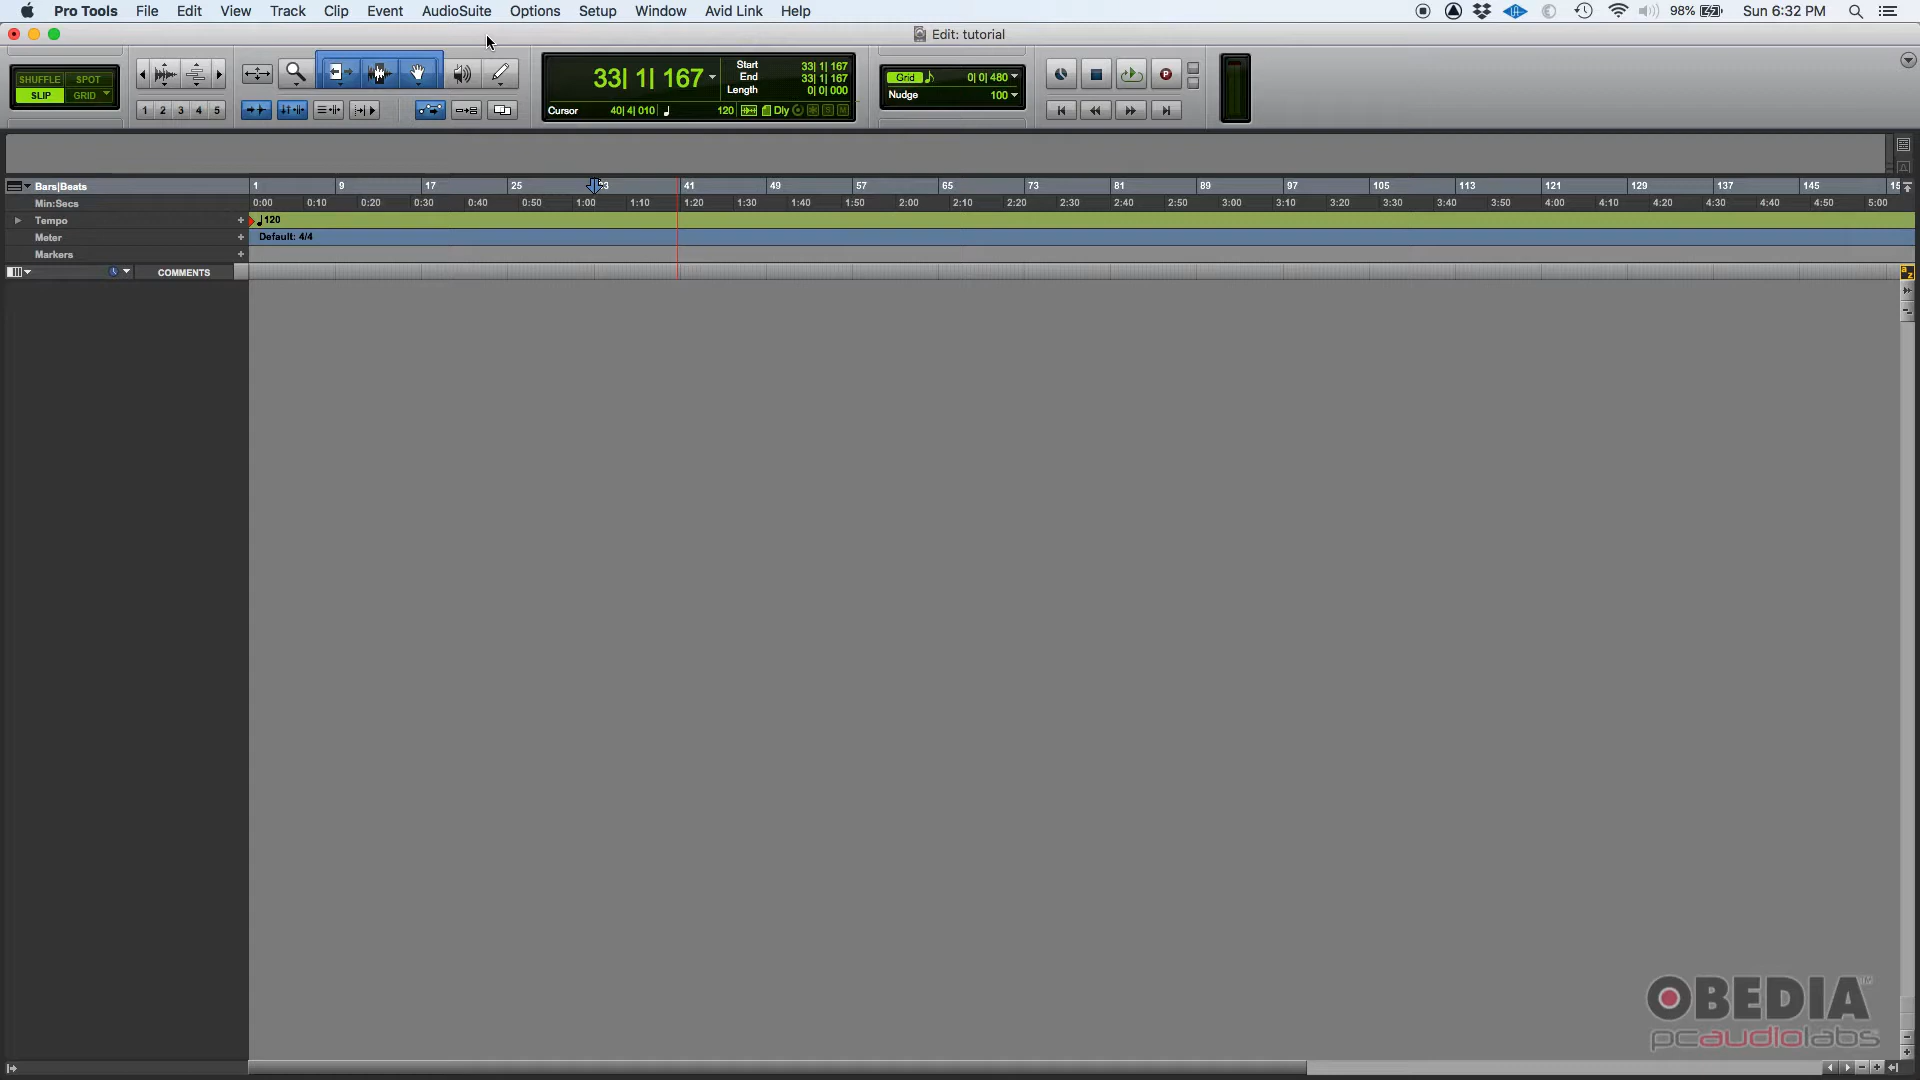 Pro Tools File Edit View Track Clip Event AudioSuite Options Setup Window Avid Link Help 98% Sun 6:32 PM
Edit: tutorial
SHUFFLE SPOT
SLIP GRID
1 2 3 4 5
33| 1| 167
Start 33| 1| 167
End 33| 1| 167
Length 0| 0| 000
Cursor 40| 4| 010 120 Dly S M
Grid 0| 0| 480
Nudge 100
P
Bars|Beats 1 9 17 25 33 41 49 57 65 73 81 89 97 105 113 121 129 137 145 15
Min:Secs 0:00 0:10 0:20 0:30 0:40 0:50 1:00 1:10 1:20 1:30 1:40 1:50 2:00 2:10 2:20 2:30 2:40 2:50 3:00 3:10 3:20 3:30 3:40 3:50 4:00 4:10 4:20 4:30 4:40 4:50 5:00
Tempo + 120
Meter + Default: 4/4
Markers +
COMMENTS
a z
OBEDIA™
pcaudiolabs